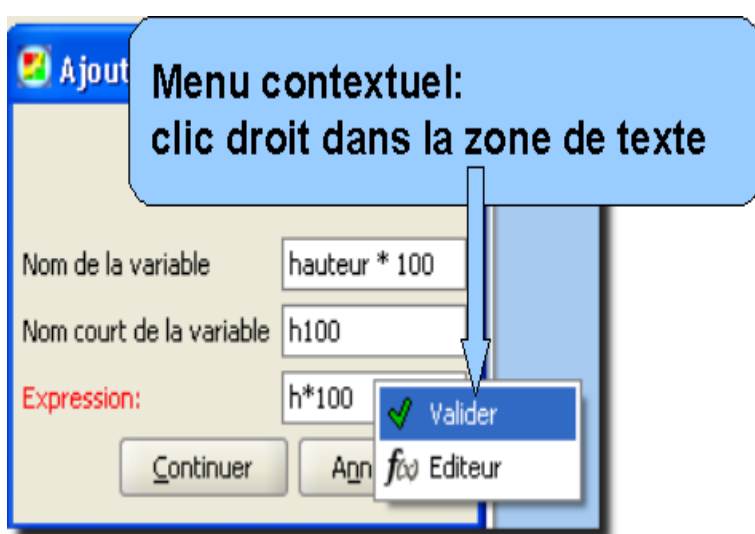 Ajout
Menu contextuel:
clic droit dans la zone de texte
Nom de la variable hauteur * 100
Nom court de la variable h100
Expression: h*100
Valider
Continuer Ann f(x) Editeur